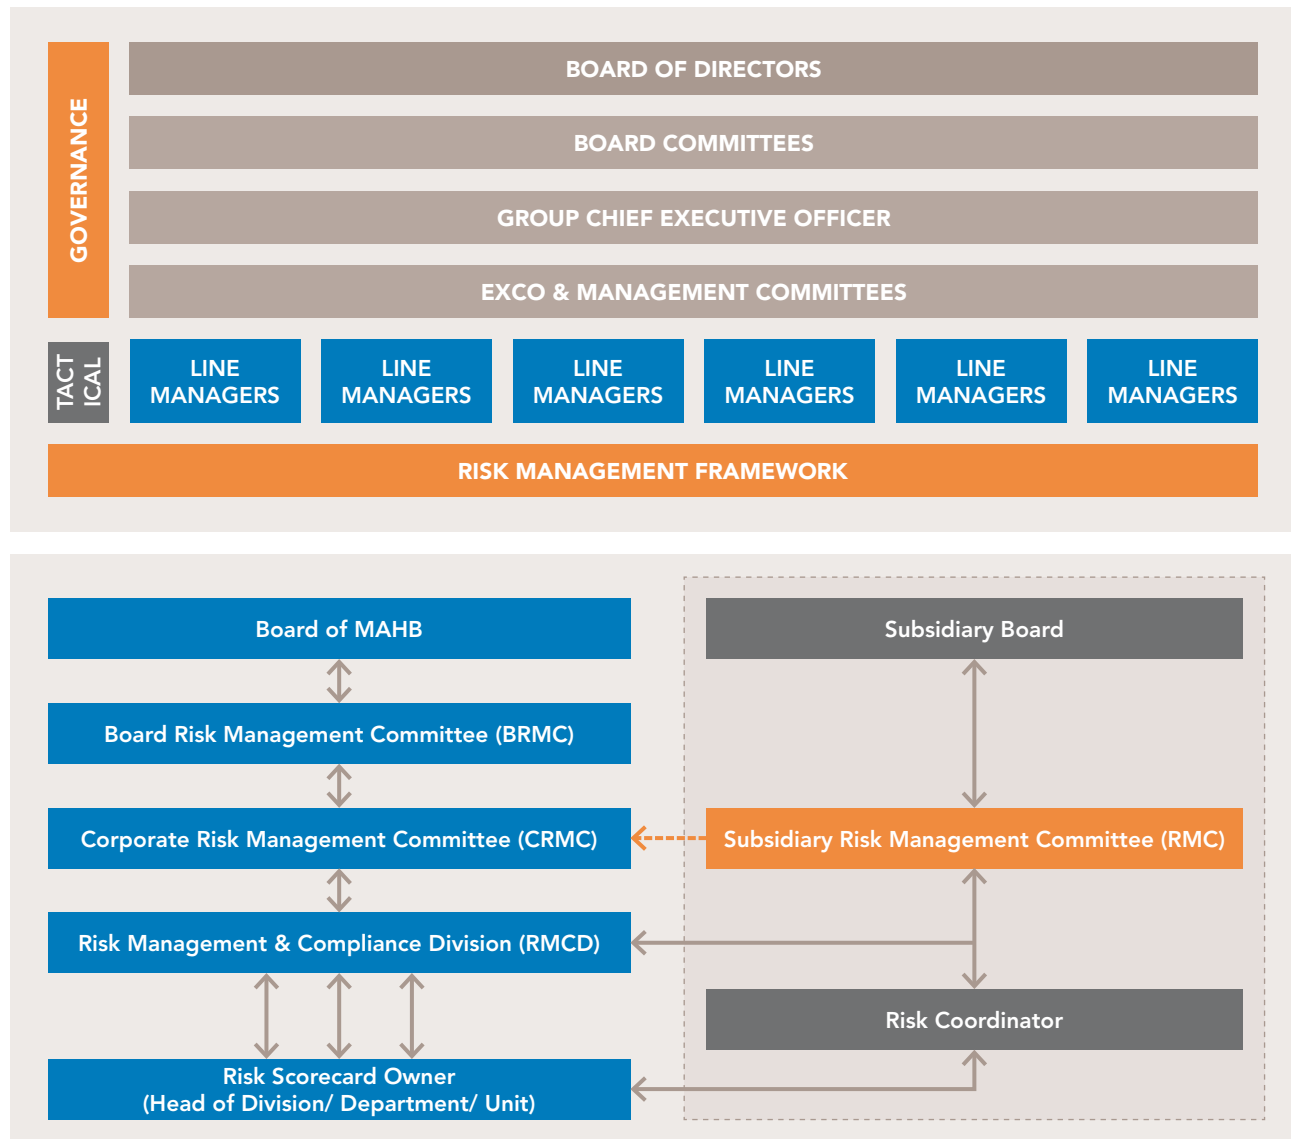 GOVERNANCE
BOARD OF DIRECTORS
BOARD COMMITTEES
GROUP CHIEF EXECUTIVE OFFICER
EXCO & MANAGEMENT COMMITTEES
TACT
ICAL
LINE
MANAGERS
LINE
MANAGERS
LINE
MANAGERS
LINE
MANAGERS
LINE
MANAGERS
LINE
MANAGERS
RISK MANAGEMENT FRAMEWORK
Board of MAHB
Board Risk Management Committee (BRMC)
Corporate Risk Management Committee (CRMC)
Risk Management & Compliance Division (RMCD)
Risk Scorecard Owner
(Head of Division/ Department/ Unit)
Subsidiary Board
Subsidiary Risk Management Committee (RMC)
Risk Coordinator